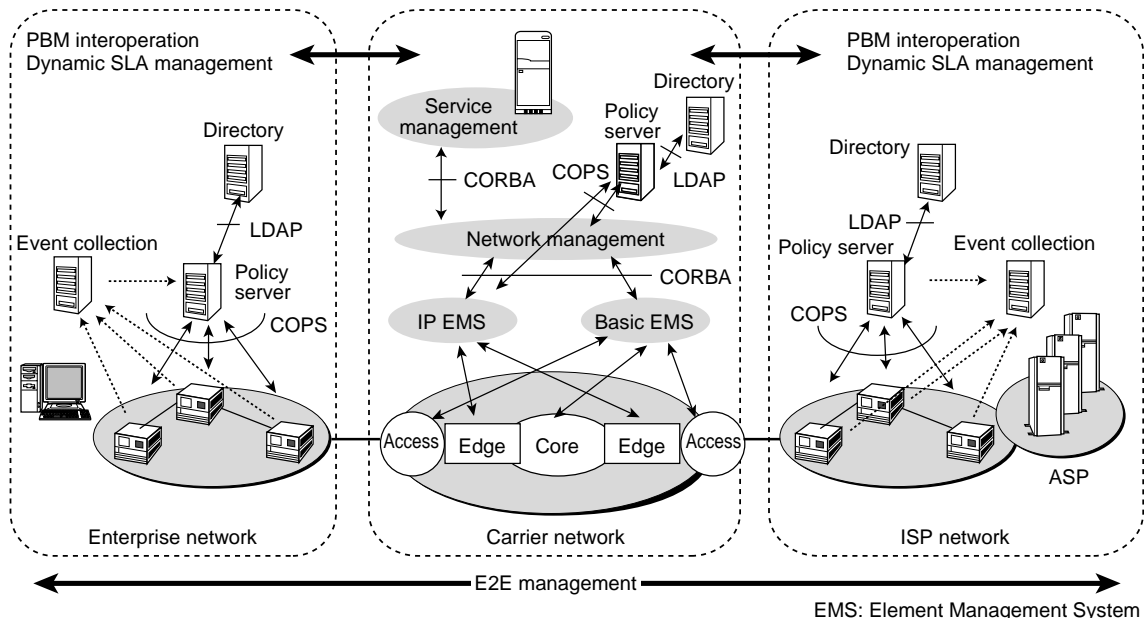 PBM interoperation
Dynamic SLA management
Directory
LDAP
Event collection
Policy
server
COPS
Enterprise network
Service
management
CORBA
Policy
server
Directory
COPS
LDAP
Network management
CORBA
IP EMS
Basic EMS
Access
Edge
Core
Edge
Access
Carrier network
PBM interoperation
Dynamic SLA management
Directory
LDAP
Policy server
Event collection
COPS
ASP
ISP network
E2E management
EMS: Element Management System